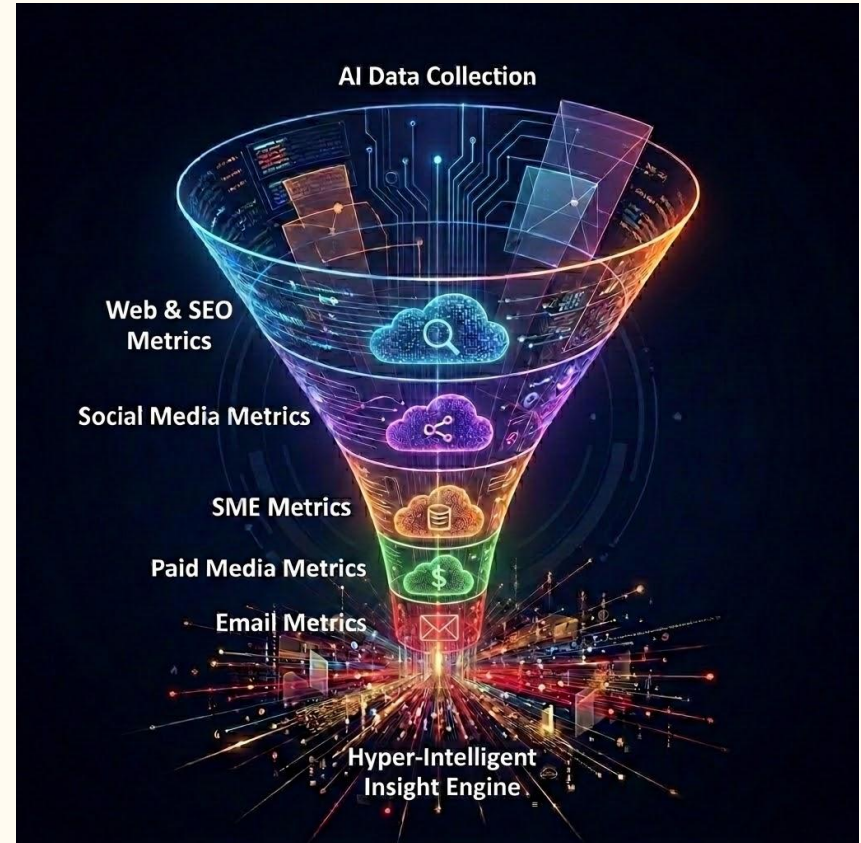 AI Data Collection
Web & SEO
Metrics
Social Media Metrics
SME Metrics
Paid Media Metrics
$
Email Metrics
Hyper-Intelligent
Insight Engine